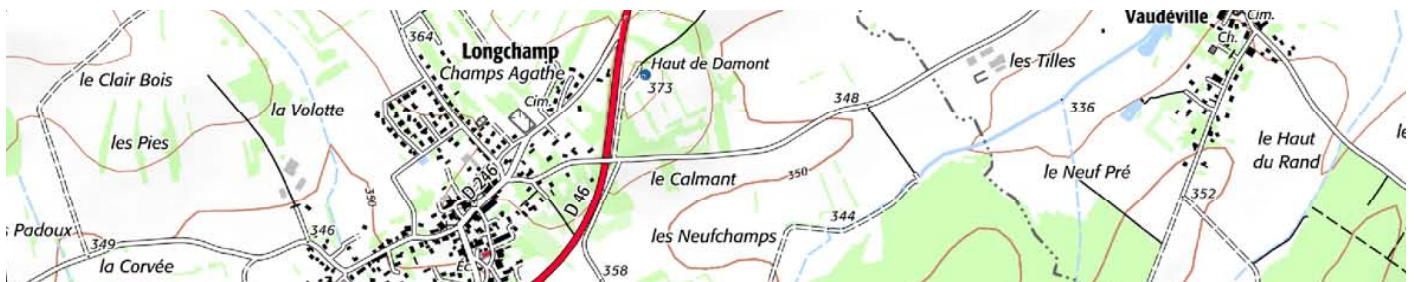 Vaudéville
Cim.
Ch.
364
Longchamp
Champs Agathe
Haut de Damont
les Tilles
le Clair Bois
373
Cim.
348
336
la Volotte
les Pies
le Haut
du Rand
350
le Calmant
le Neuf Pré
D 246
350
352
D 46
344
Padoux
346
les Neufchamps
349
la Corvée
Éc.
358